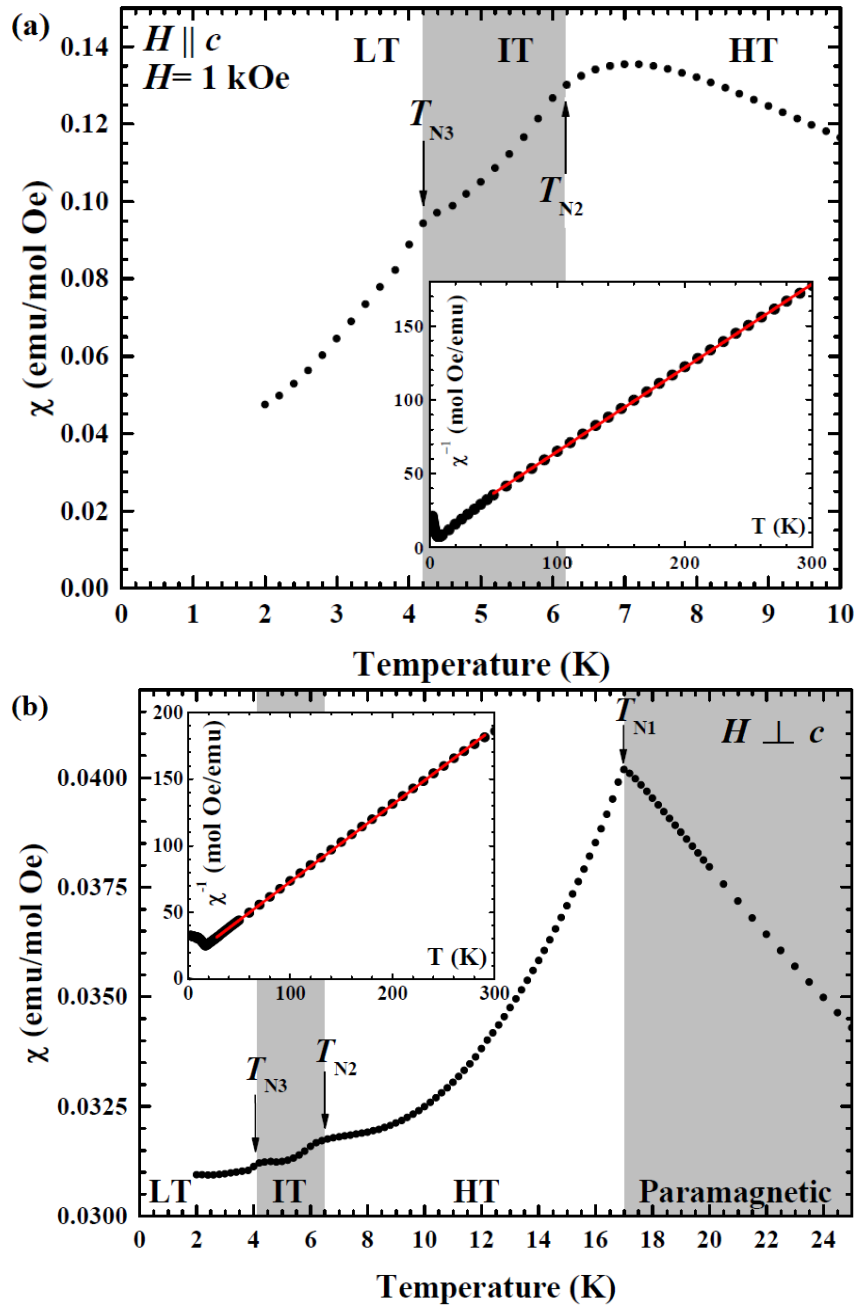 (a)
H || c
H= 1 kOe
LT IT HT
T_N3
T_N2
χ (emu/mol Oe)
0.14
0.12
0.10
0.08
0.06
0.04
0.02
0.00
0 1 2 3 4 5 6 7 8 9 10
Temperature (K)
χ⁻¹ (mol Oe/emu)
150
100
50
0
0 100 200 300
T (K)
(b)
H ⊥ c
T_N1
T_N3
T_N2
LT IT HT Paramagnetic
χ (emu/mol Oe)
0.0400
0.0375
0.0350
0.0325
0.0300
0 2 4 6 8 10 12 14 16 18 20 22 24
Temperature (K)
χ⁻¹ (mol Oe/emu)
200
150
100
50
0
0 100 200 300
T (K)